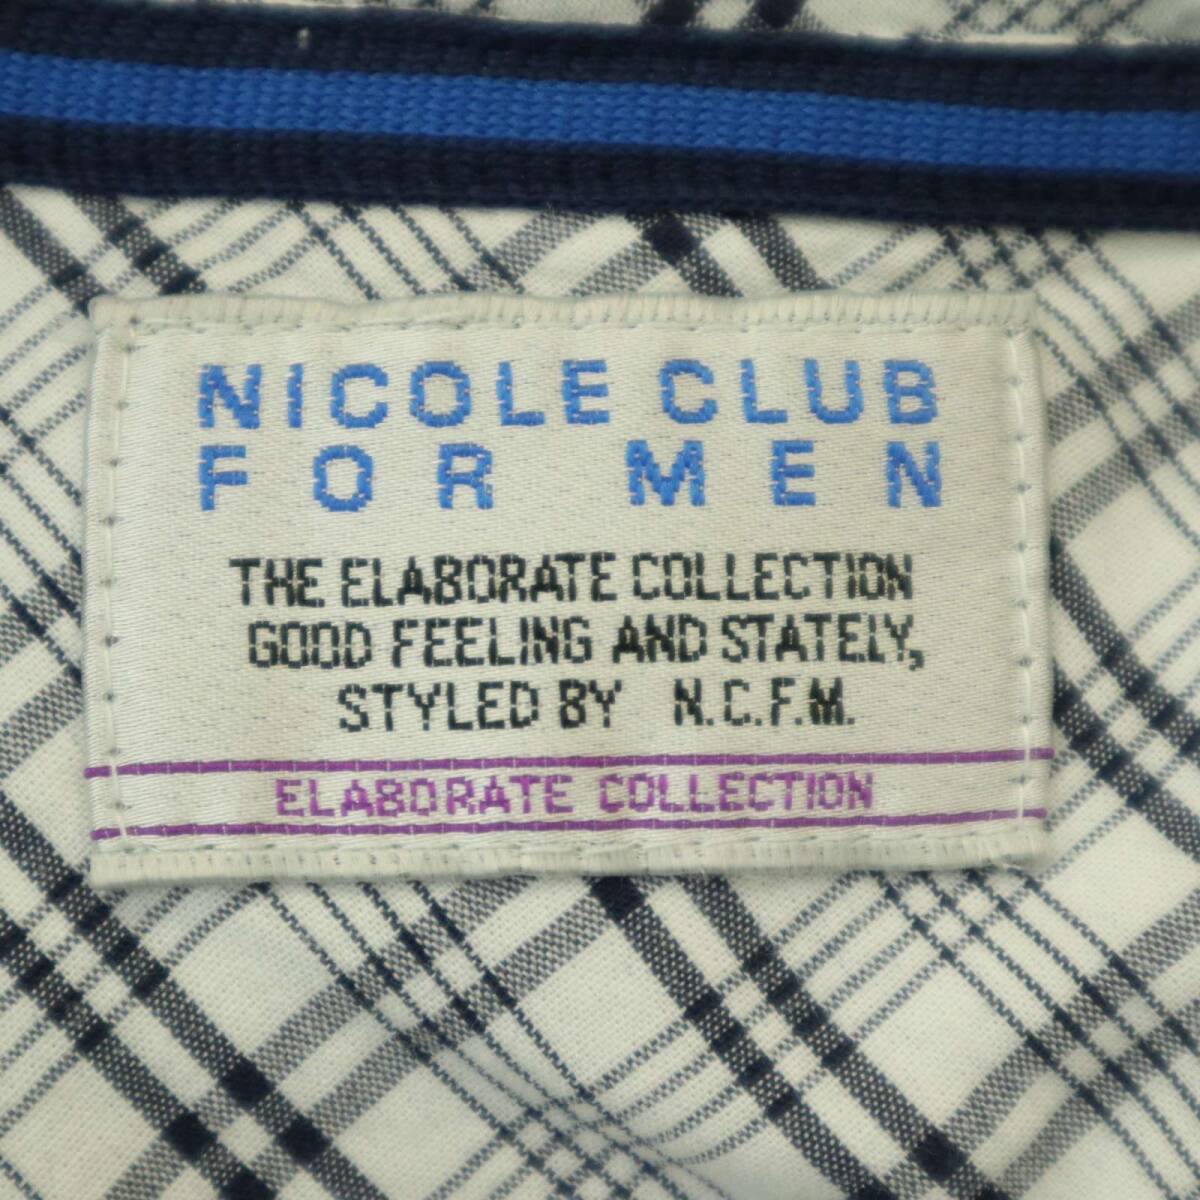 NICOLE CLUB
FOR MEN
THE ELABORATE COLLECTION
GOOD FEELING AND STATELY,
STYLED BY N.C.F.M.
ELABORATE COLLECTION